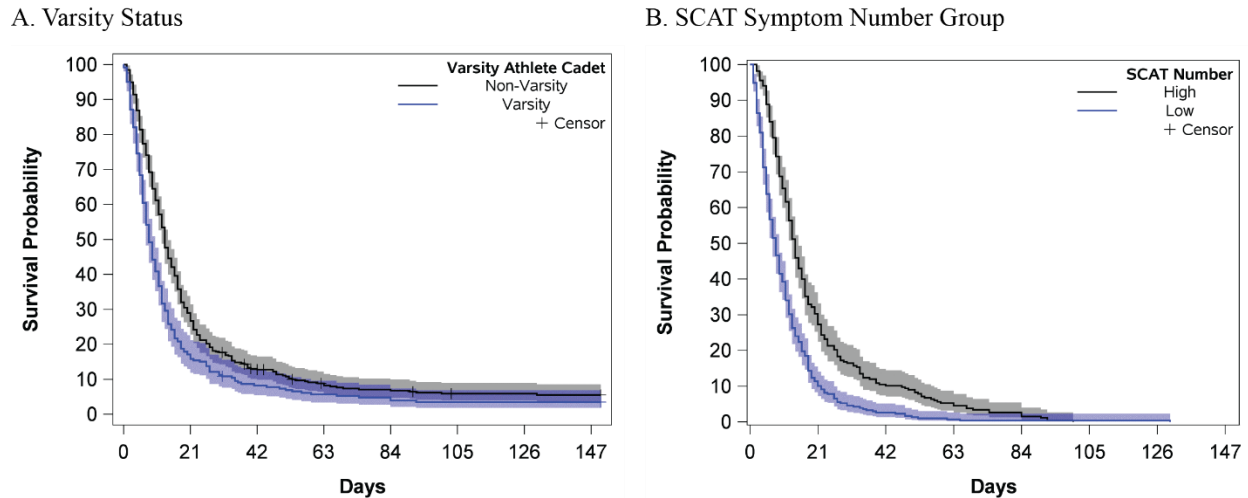 A. Varsity Status
Survival Probability
100
90
80
70
60
50
40
30
20
10
0
Varsity Athlete Cadet
Non-Varsity
Varsity
+ Censor
0 21 42 63 84 105 126 147
Days
B. SCAT Symptom Number Group
Survival Probability
100
90
80
70
60
50
40
30
20
10
0
SCAT Number
High
Low
+ Censor
0 21 42 63 84 105 126 147
Days